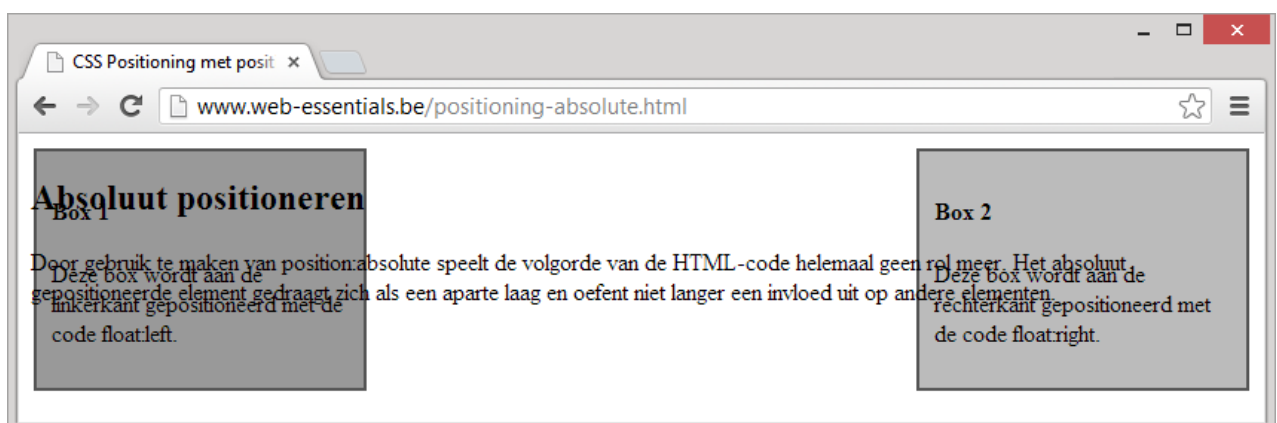 CSS Positioning met posit
www.web-essentials.be/positioning-absolute.html
Absoluut positioneren
Door gebruik te maken van position:absolute speelt de volgorde van de HTML-code helemaal geen rol meer. Het absoluut
gepositioneerde element gedraagt zich als een aparte laag en oefent niet langer een invloed uit op andere elementen.
Box 1
Deze box wordt aan de
linkerkant gepositioneerd met de
code float:left.
Box 2
Deze box wordt aan de
rechterkant gepositioneerd met
de code float:right.